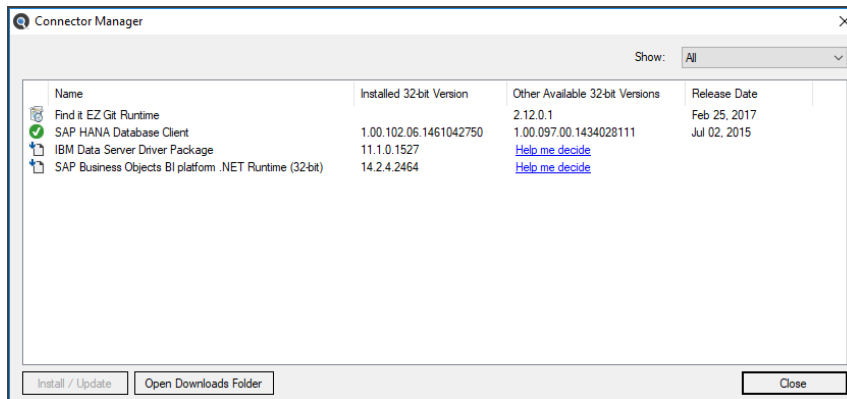 Connector Manager
Show: All
Name Installed 32-bit Version Other Available 32-bit Versions Release Date
Find it EZ Git Runtime 2.12.0.1 Feb 25, 2017
SAP HANA Database Client 1.00.102.06.1461042750 1.00.097.00.1434028111 Jul 02, 2015
IBM Data Server Driver Package 11.1.0.1527 Help me decide
SAP Business Objects BI platform .NET Runtime (32-bit) 14.2.4.2464 Help me decide
Install / Update Open Downloads Folder Close